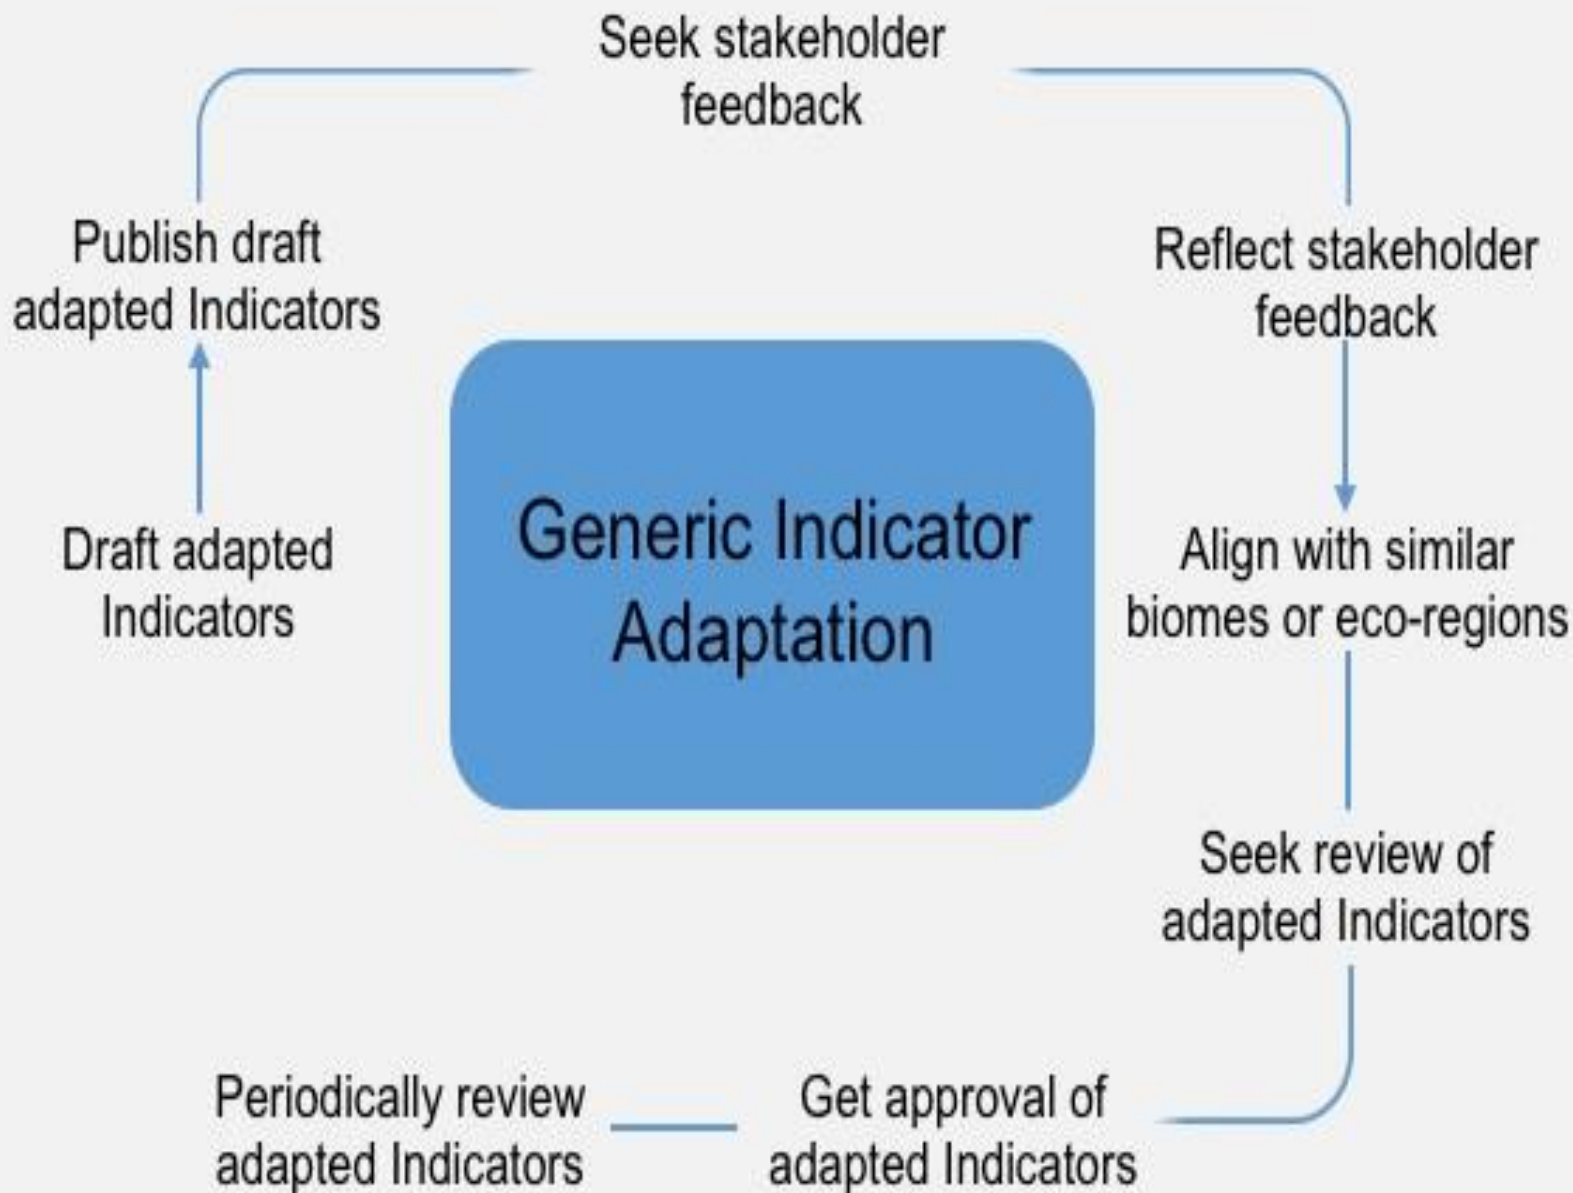 Seek stakeholder
feedback
Publish draft
adapted Indicators
Reflect stakeholder
feedback
Generic Indicator
Adaptation
Draft adapted
Indicators
Align with similar
biomes or eco-regions
Seek review of
adapted Indicators
Periodically review
adapted Indicators
Get approval of
adapted Indicators